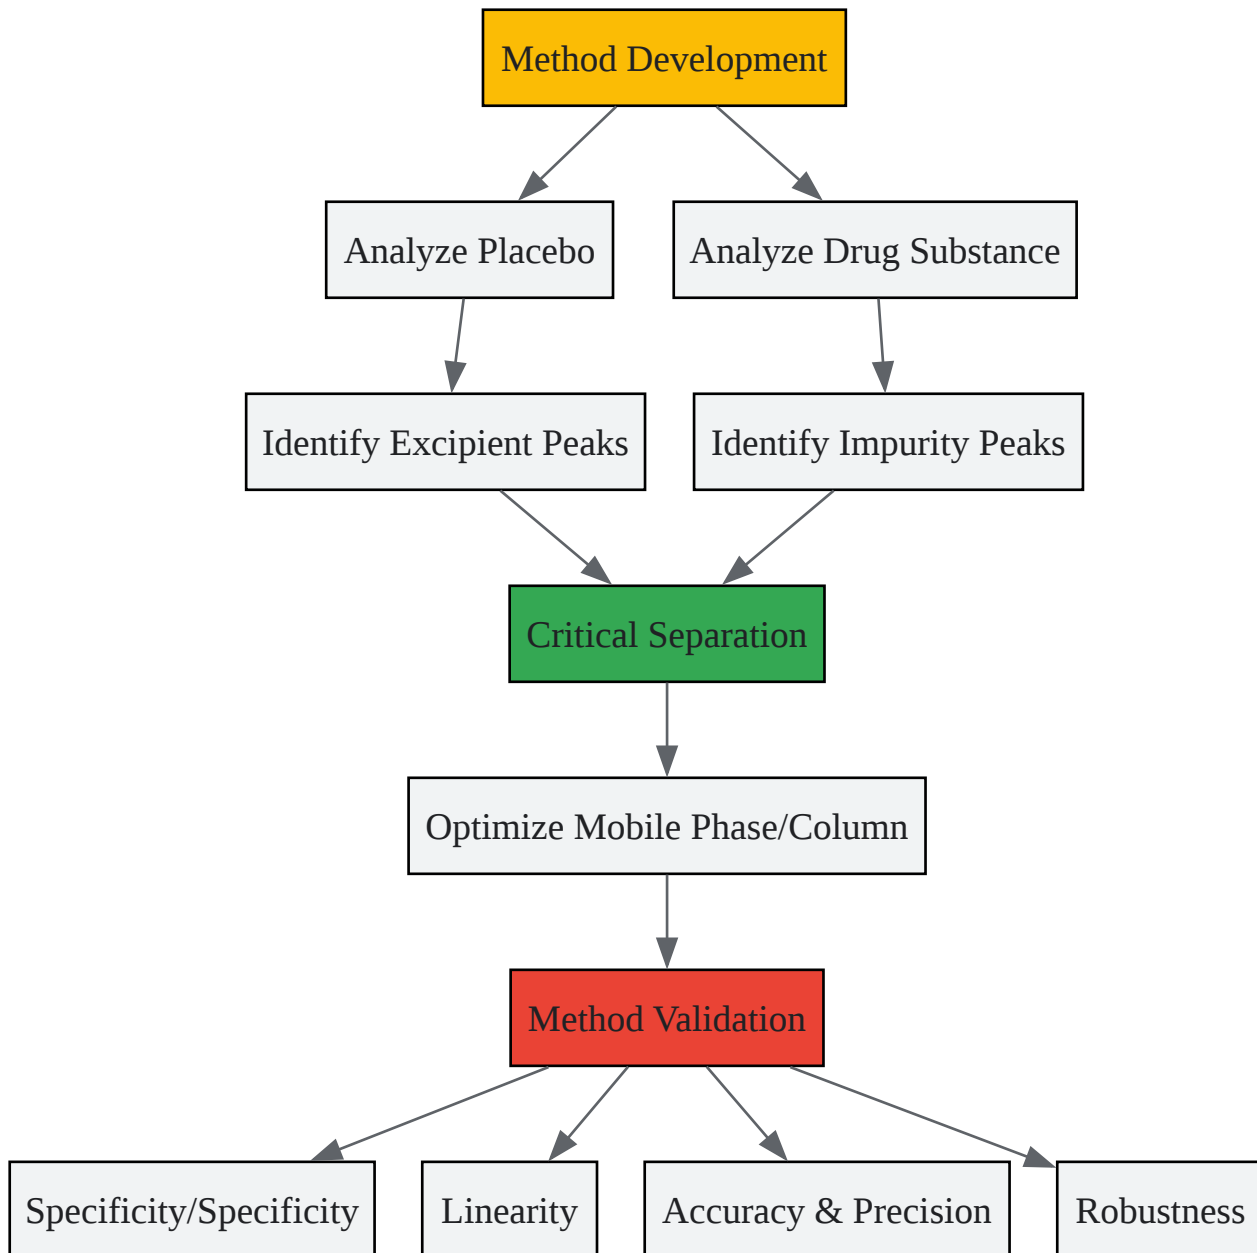 Method Development
Analyze Placebo
Analyze Drug Substance
Identify Excipient Peaks
Identify Impurity Peaks
Critical Separation
Optimize Mobile Phase/Column
Method Validation
Specificity/Specificity
Linearity
Accuracy & Precision
Robustness